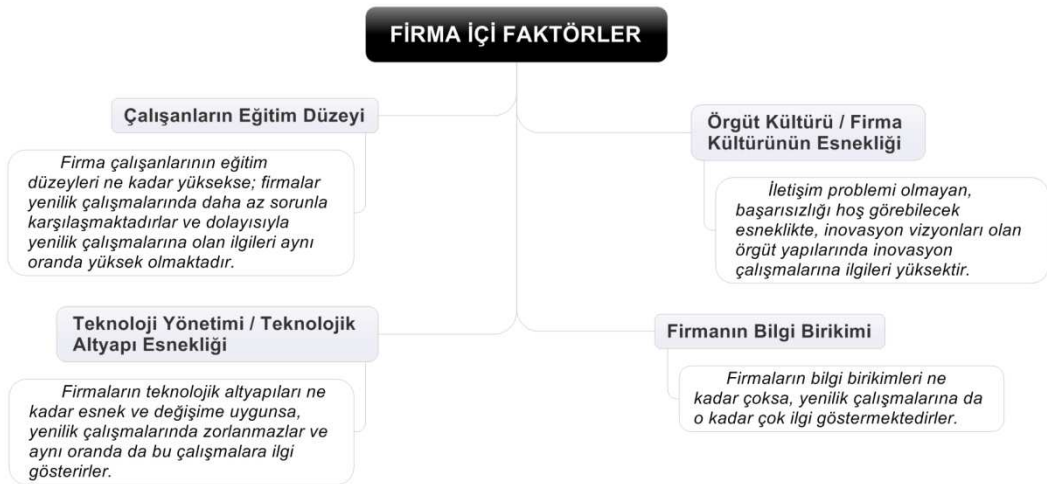 FİRMA İÇİ FAKTÖRLER
Çalışanların Eğitim Düzeyi
Firma çalışanlarının eğitim
düzeyleri ne kadar yüksekse; firmalar
yenilik çalışmalarında daha az sorunla
karşılaşmaktadırlar ve dolayısıyla
yenilik çalışmalarına olan ilgileri aynı
oranda yüksek olmaktadır.
Örgüt Kültürü / Firma
Kültürünün Esnekliği
İletişim problemi olmayan,
başarısızlığı hoş görebilecek
esneklikte, inovasyon vizyonları olan
örgüt yapılarında inovasyon
çalışmalarına ilgileri yüksektir.
Teknoloji Yönetimi / Teknolojik
Altyapı Esnekliği
Firmaların teknolojik altyapıları ne
kadar esnek ve değişime uygunsa,
yenilik çalışmalarında zorlanmazlar ve
aynı oranda da bu çalışmalara ilgi
gösterirler.
Firmanın Bilgi Birikimi
Firmaların bilgi birikimleri ne
kadar çoksa, yenilik çalışmalarına da
o kadar çok ilgi göstermektedirler.